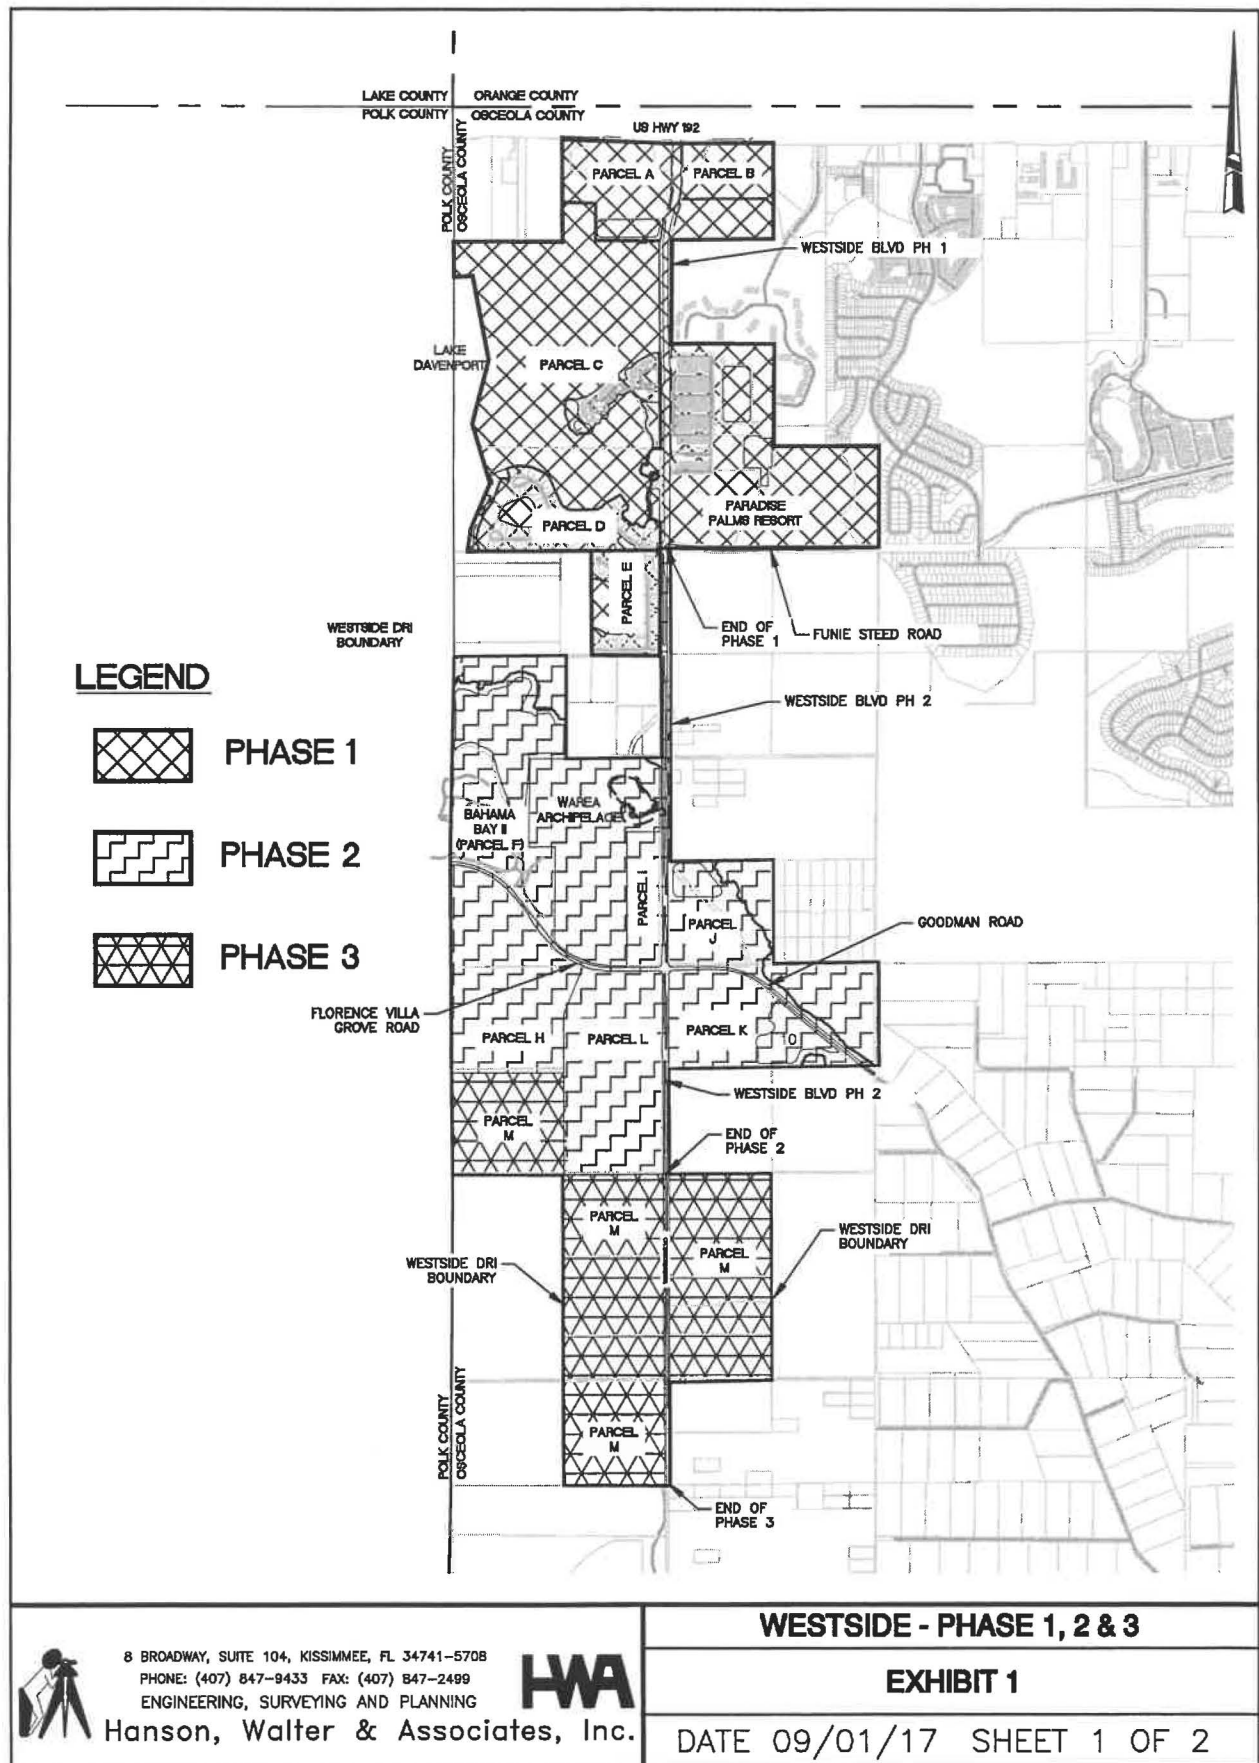 LAKE COUNTY
ORANGE COUNTY
POLK COUNTY
OSCEOLA COUNTY
US HWY 192
POLK COUNTY
OSCEOLA COUNTY
PARCEL A
PARCEL B
WESTSIDE BLVD PH 1
LAKE
DAVENPORT
PARCEL C
PARADISE
PALMS RESORT
PARCEL D
PARCEL E
END OF
PHASE 1
FUNIE STEED ROAD
WESTSIDE DRI
BOUNDARY
LEGEND
PHASE 1
PHASE 2
PHASE 3
WESTSIDE BLVD PH 2
BAHAMA
BAY II
(PARCEL F)
WAREA
ARCHIPELAGE
PARCEL I
PARCEL
J
GOODMAN ROAD
FLORENCE VILLA
GROVE ROAD
PARCEL H
PARCEL L
PARCEL K
O
WESTSIDE BLVD PH 2
PARCEL
M
END OF
PHASE 2
PARCEL
M
PARCEL
M
WESTSIDE DRI
BOUNDARY
WESTSIDE DRI
BOUNDARY
POLK COUNTY
OSCEOLA COUNTY
PARCEL
M
END OF
PHASE 3
8 BROADWAY, SUITE 104, KISSIMMEE, FL 34741-5708
PHONE: (407) 847-9433 FAX: (407) 847-2499
ENGINEERING, SURVEYING AND PLANNING
Hanson, Walter & Associates, Inc.
HWA
WESTSIDE - PHASE 1, 2 & 3
EXHIBIT 1
DATE 09/01/17 SHEET 1 OF 2